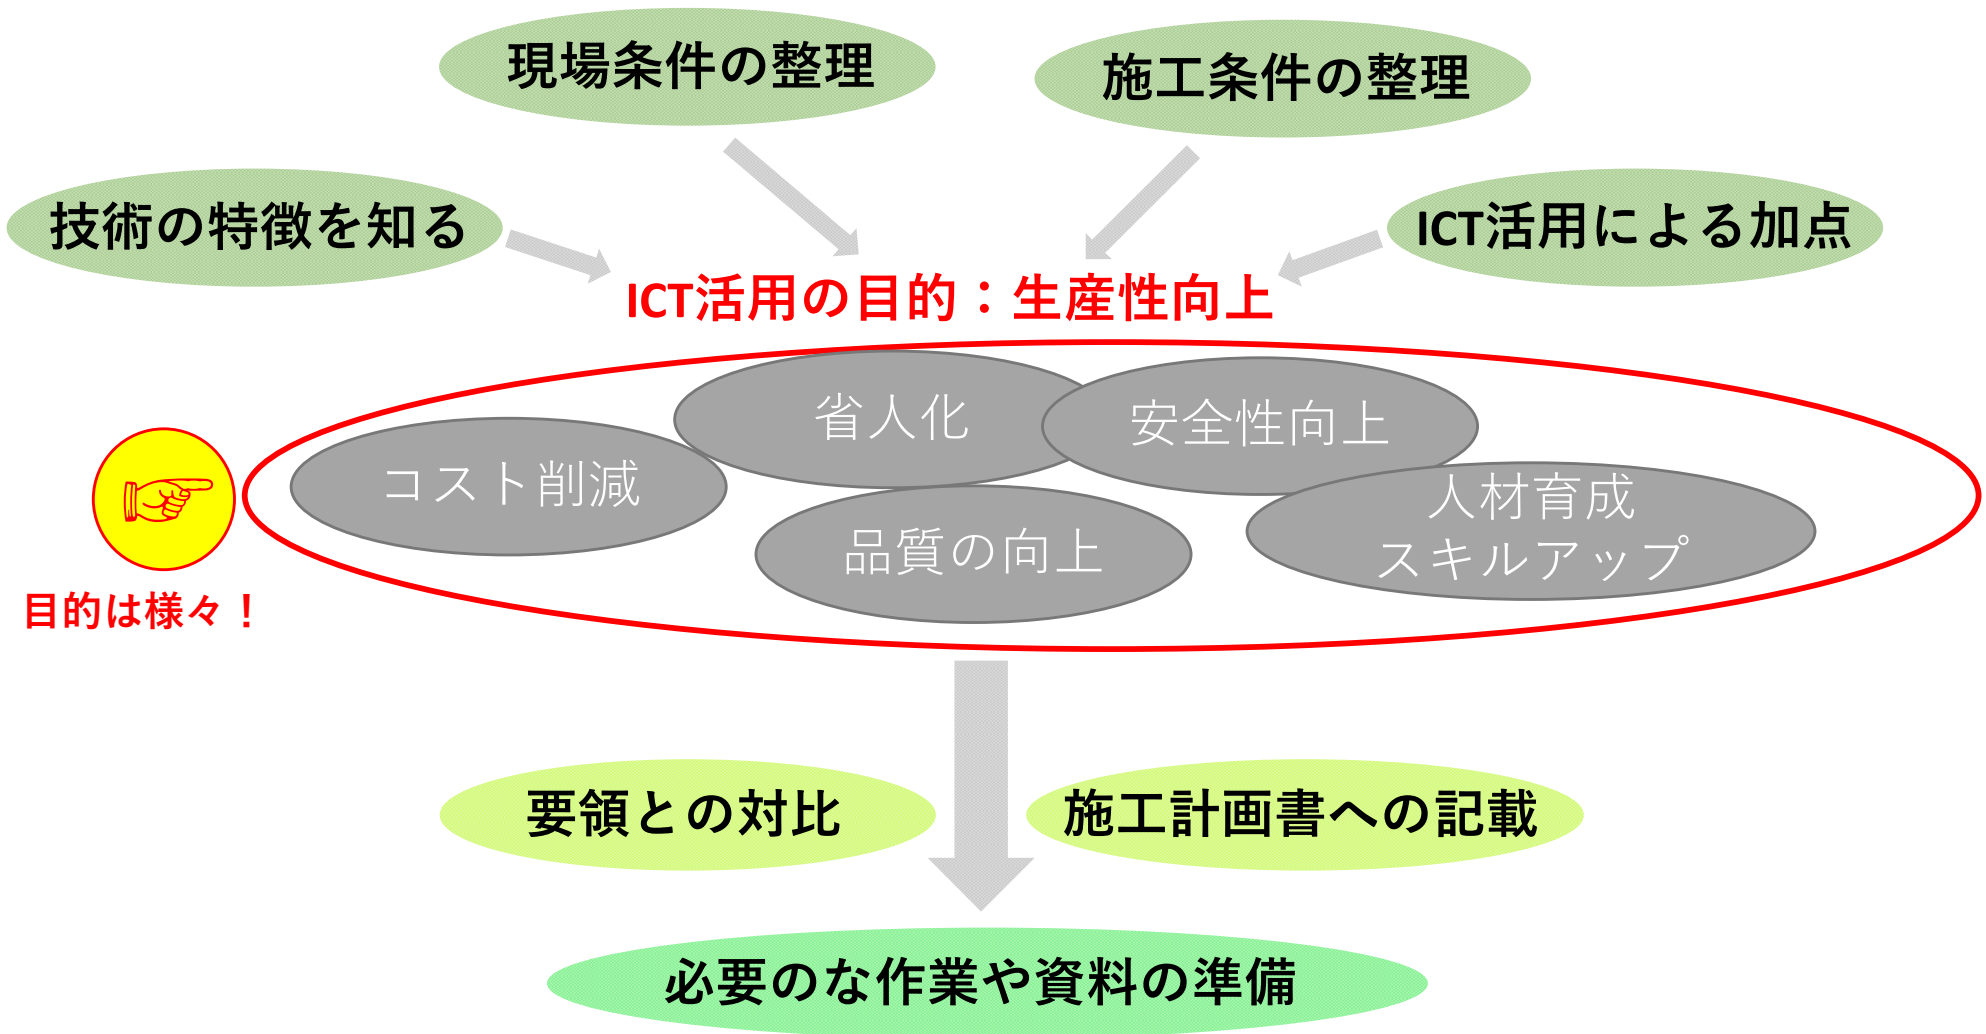 現場条件の整理
施工条件の整理
技術の特徴を知る
ICT活用による加点
ICT活用の目的：生産性向上
省人化
安全性向上
コスト削減
人材育成
スキルアップ
品質の向上
目的は様々！
要領との対比
施工計画書への記載
必要のな作業や資料の準備